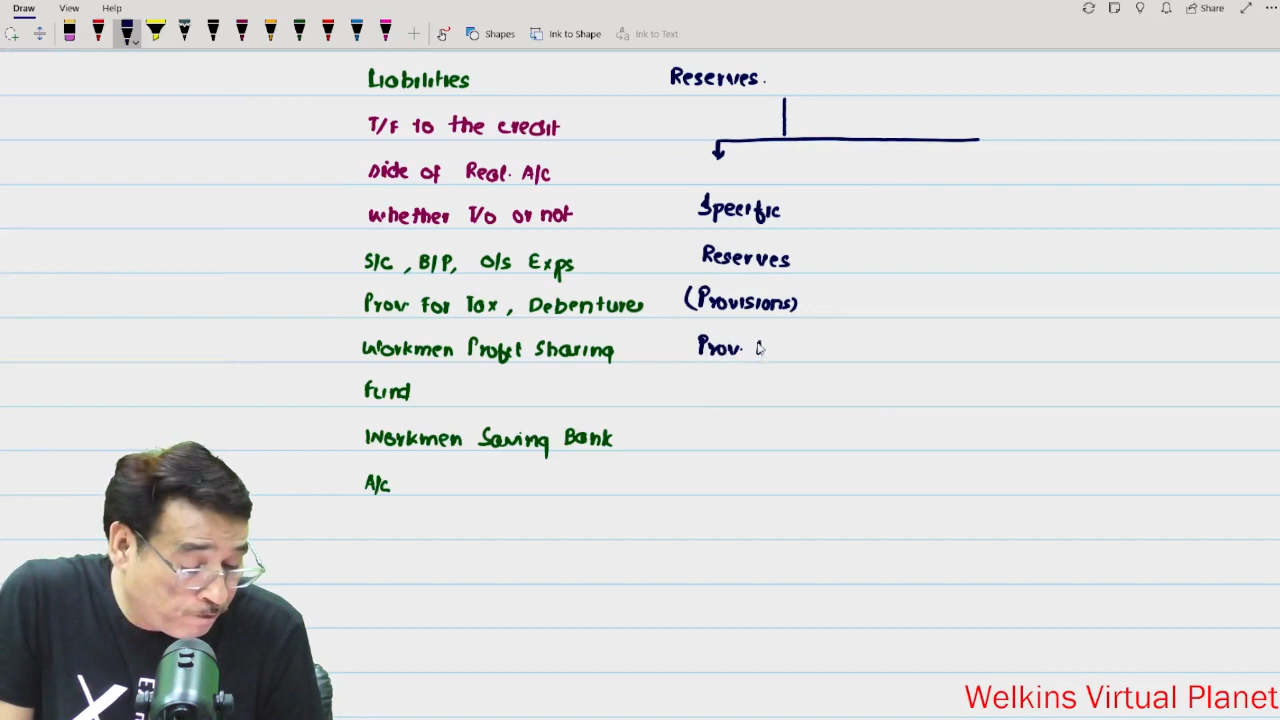 Draw View Help
Share
Shapes Ink to Shape Ink to Text
Liabilities
T/F to the credit
side of Real. A/c
whether T/o or not
S/c, B/P, o/s Exps
Prov for Tax, Debentures
Workmen Profit Sharing
Fund
Workmen Saving Bank
A/c
Reserves.
Specific
Reserves
(Provisions)
Prov.
Welkins Virtual Planet